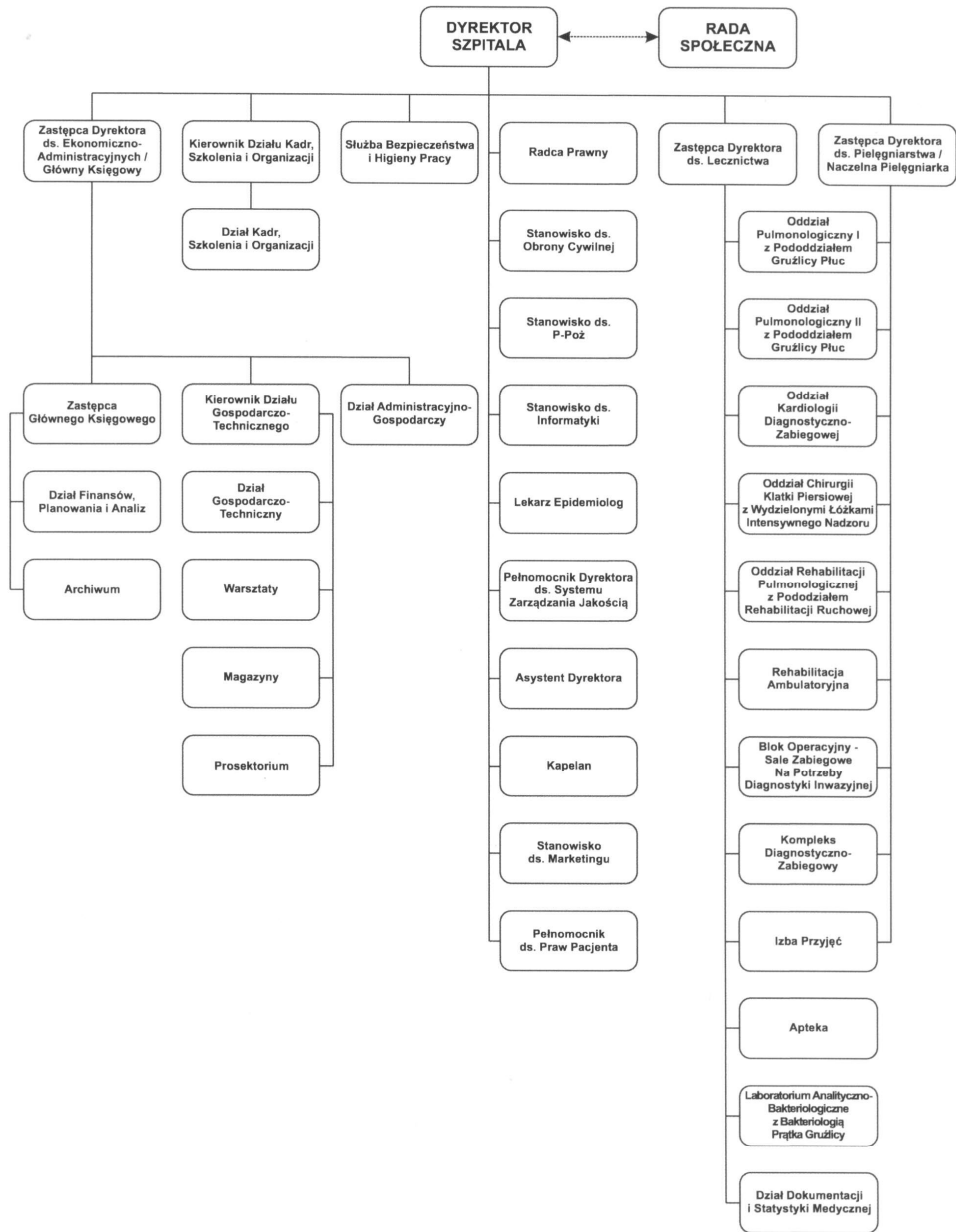 DYREKTOR
SZPITALA
RADA
SPOŁECZNA
Zastępca Dyrektora
ds. Ekonomiczno-
Administracyjnych /
Główny Księgowy
Kierownik Działu Kadr,
Szkolenia i Organizacji
Służba Bezpieczeństwa
i Higieny Pracy
Radca Prawny
Zastępca Dyrektora
ds. Lecznictwa
Zastępca Dyrektora
ds. Pielęgniarstwa /
Naczelna Pielęgniarka
Dział Kadr,
Szkolenia i Organizacji
Stanowisko ds.
Obrony Cywilnej
Oddział
Pulmonologiczny I
z Pododdziałem
Gruźlicy Płuc
Stanowisko ds.
P-Poż
Oddział
Pulmonologiczny II
z Pododdziałem
Gruźlicy Płuc
Zastępca
Głównego Księgowego
Kierownik Działu
Gospodarczo-
Technicznego
Dział Administracyjno-
Gospodarczy
Stanowisko ds.
Informatyki
Oddział
Kardiologii
Diagnostyczno-
Zabiegowej
Dział Finansów,
Planowania i Analiz
Dział
Gospodarczo-
Techniczny
Lekarz Epidemiolog
Oddział Chirurgii
Klatki Piersiowej
z Wydzielonymi Łóżkami
Intensywnego Nadzoru
Archiwum
Warsztaty
Pełnomocnik Dyrektora
ds. Systemu
Zarządzania Jakością
Oddział Rehabilitacji
Pulmonologicznej
z Pododziałem
Rehabilitacji Ruchowej
Magazyny
Asystent Dyrektora
Rehabilitacja
Ambulatoryjna
Prosektorium
Kapelan
Blok Operacyjny -
Sale Zabiegowe
Na Potrzeby
Diagnostyki Inwazyjnej
Stanowisko
ds. Marketingu
Kompleks
Diagnostyczno-
Zabiegowy
Pełnomocnik
ds. Praw Pacjenta
Izba Przyjęć
Apteka
Laboratorium Analityczno-
Bakteriologiczne
z Bakteriologią
Prątka Gruźlicy
Dział Dokumentacji
i Statystyki Medycznej